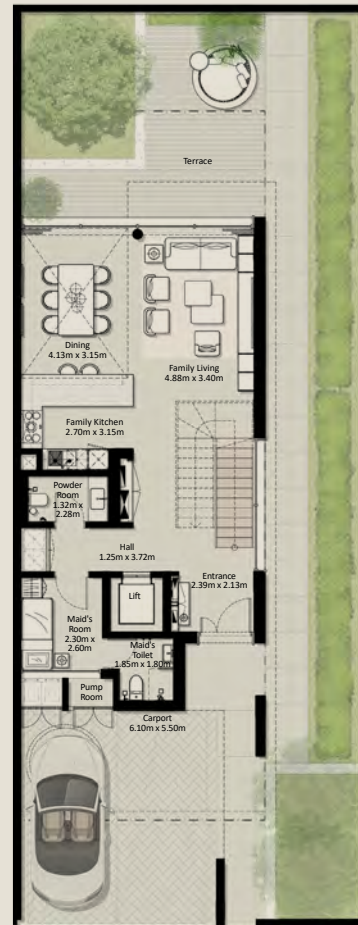 Terrace
Dining
4.13m x 3.15m
Family Living
4.88m x 3.40m
Family Kitchen
2.70m x 3.15m
Powder
Room
1.32m x
2.28m
Hall
1.25m x 3.72m
Entrance
2.39m x 2.13m
Lift
Maid's
Room
2.30m x
2.60m
Maid's
Toilet
1.85m x 1.80m
Pump
Room
Carport
6.10m x 5.50m